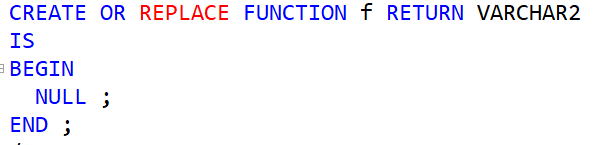 CREATE OR REPLACE FUNCTION f RETURN VARCHAR2
IS
BEGIN
  NULL ;
END ;